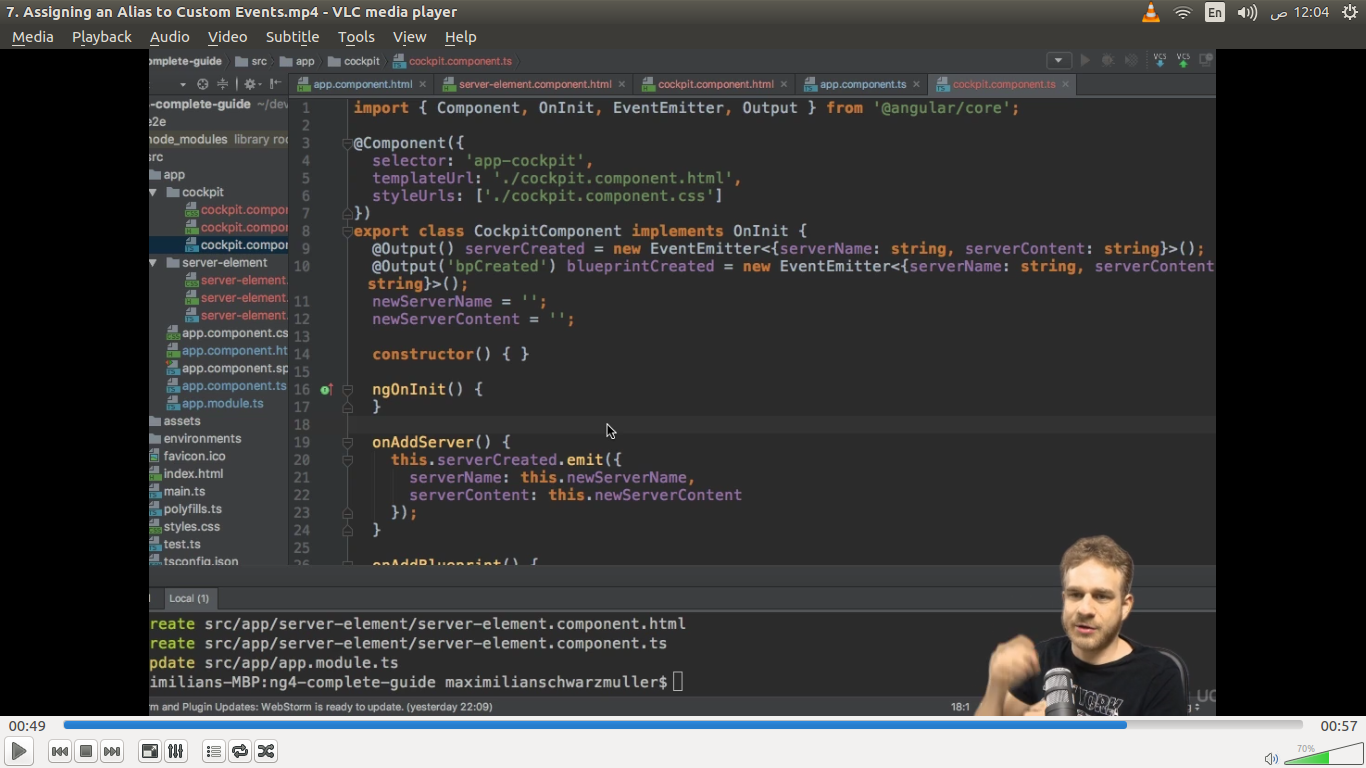 7. Assigning an Alias to Custom Events.mp4 - VLC media player
En
12:04 ص
Media Playback Audio Video Subtitle Tools View Help
omplete-guide src app cockpit cockpit.component.ts
app.component.html server-element.component.html cockpit.component.html app.component.ts cockpit.component.ts
VCS VCS
-complete-guide ~/dev
e2e
node_modules library roo
src
app
cockpit
cockpit.compor
cockpit.compor
cockpit.compor
server-element
server-element.
server-element.
server-element.
app.component.cs
app.component.ht
app.component.sp
app.component.ts
app.module.ts
assets
environments
favicon.ico
index.html
main.ts
polyfills.ts
styles.css
test.ts
tsconfig.json
1 import { Component, OnInit, EventEmitter, Output } from '@angular/core';
2
3 @Component({
4 selector: 'app-cockpit',
5 templateUrl: './cockpit.component.html',
6 styleUrls: ['./cockpit.component.css']
7 })
8 export class CockpitComponent implements OnInit {
9 @Output() serverCreated = new EventEmitter<{serverName: string, serverContent: string}>();
10 @Output('bpCreated') blueprintCreated = new EventEmitter<{serverName: string, serverContent
string}>();
11 newServerName = '';
12 newServerContent = '';
13
14 constructor() { }
15
16 ngOnInit() {
17 }
18
19 onAddServer() {
20 this.serverCreated.emit({
21 serverName: this.newServerName,
22 serverContent: this.newServerContent
23 });
24 }
25
26 onAddBlueprint() {
Local (1)
reate src/app/server-element/server-element.component.html
reate src/app/server-element/server-element.component.ts
pdate src/app/app.module.ts
imilians-MBP:ng4-complete-guide maximilianschwarzmuller$
rm and Plugin Updates: WebStorm is ready to update. (yesterday 22:09)
18:1
YORK
00:49
00:57
70%